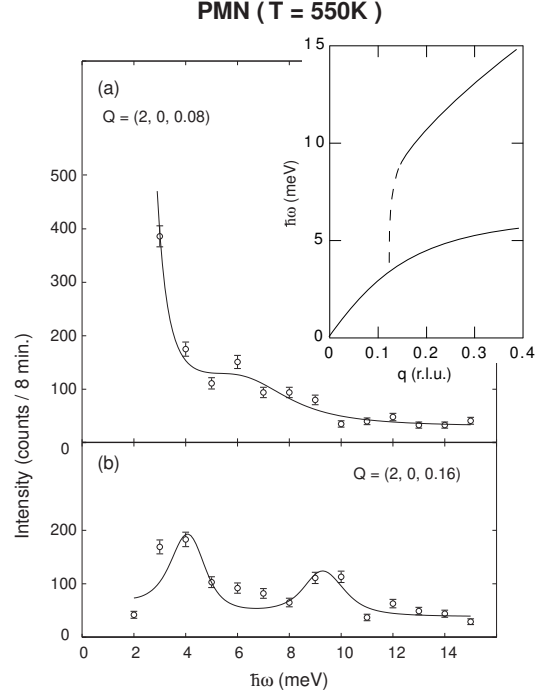 PMN ( T = 550K )
(a)
Q = (2, 0, 0.08)
500
400
300
200
100
0
15
10
5
0
ħω (meV)
0 0.1 0.2 0.3 0.4
q (r.l.u.)
Intensity (counts / 8 min.)
(b)
Q = (2, 0, 0.16)
200
100
0
2 4 6 8 10 12 14
ħω (meV)